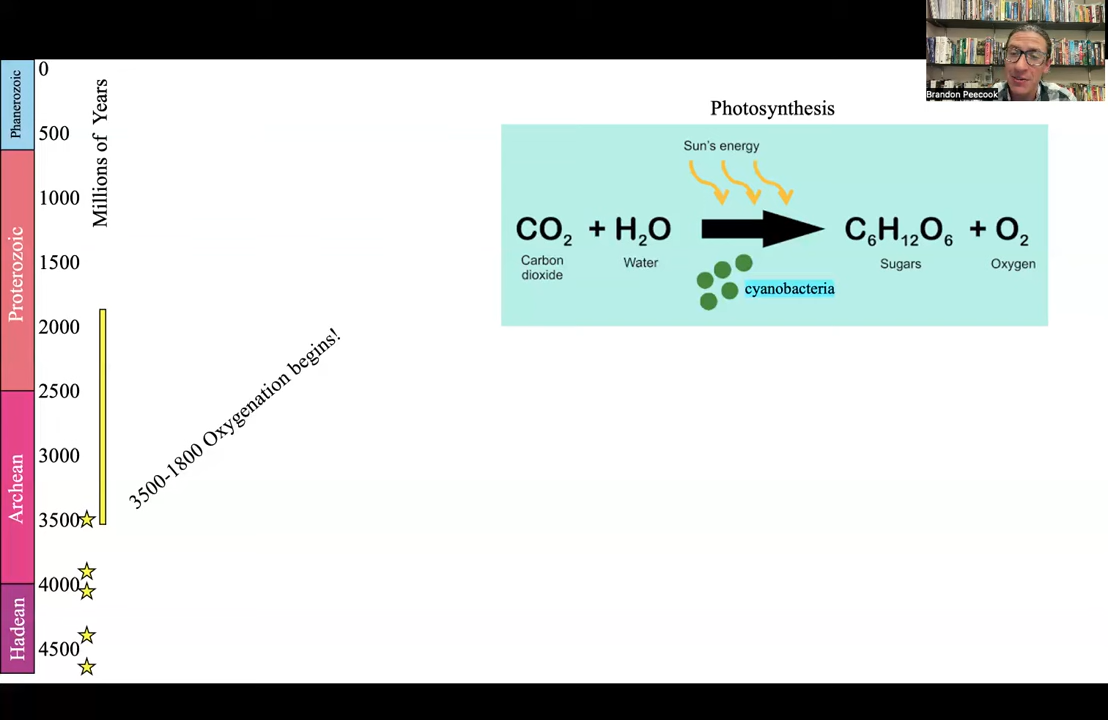 Brandon Peecook
Phanerozoic
Proterozoic
Archean
Hadean
0
500
1000
1500
2000
2500
3000
3500
4000
4500
Millions of Years
3500-1800 Oxygenation begins!
Photosynthesis
Sun's energy
CO₂ + H₂O C₆H₁₂O₆ + O₂
Carbon dioxide Water Sugars Oxygen
cyanobacteria